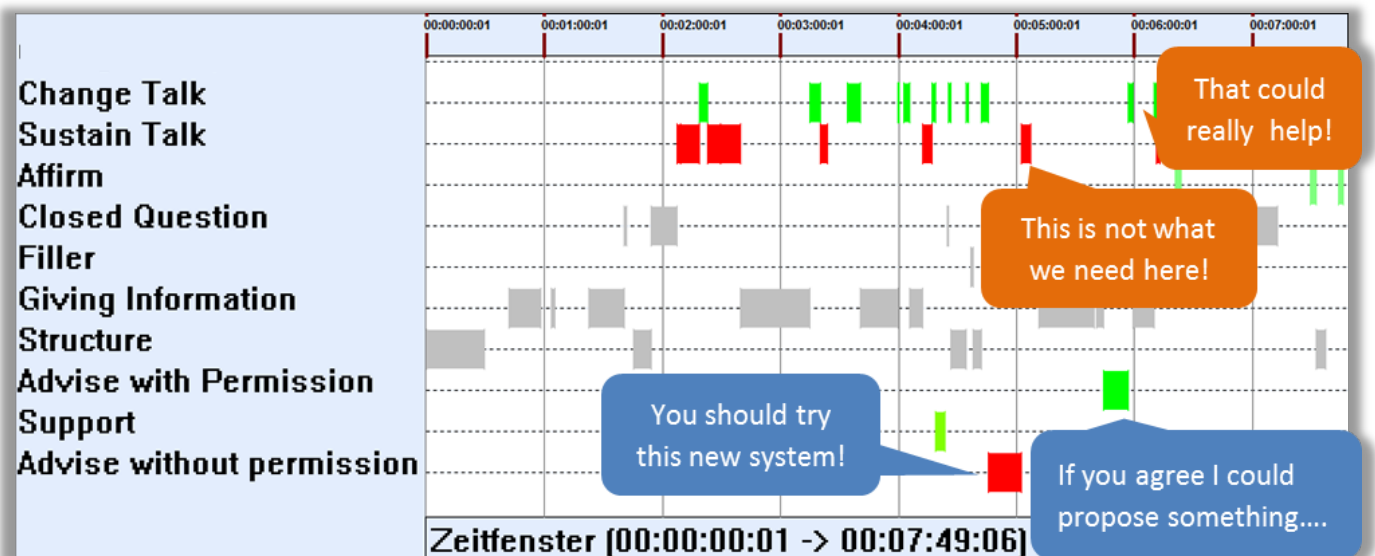 00:00:00:01 00:01:00:01 00:02:00:01 00:03:00:01 00:04:00:01 00:05:00:01 00:06:00:01 00:07:00:01
Change Talk
Sustain Talk
Affirm
Closed Question
Filler
Giving Information
Structure
Advise with Permission
Support
Advise without permission
That could
really help!
This is not what
we need here!
You should try
this new system!
If you agree I could
propose something....
Zeitfenster [00:00:00:01 -> 00:07:49:06]